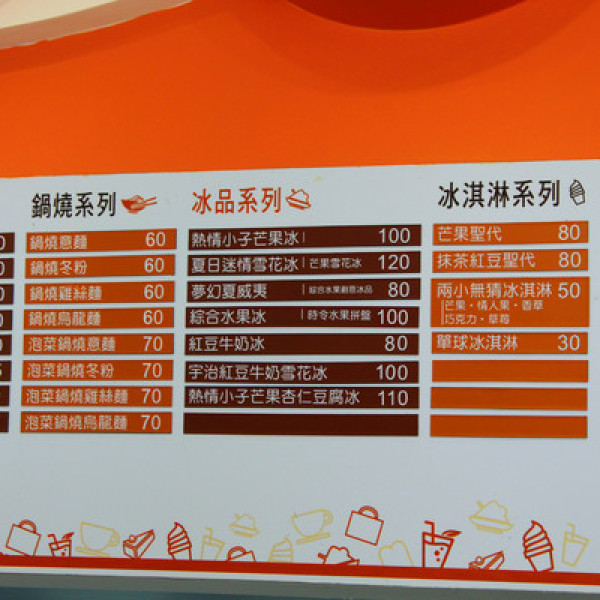 鍋燒系列
鍋燒意麵 60
鍋燒冬粉 60
鍋燒雞絲麵 60
鍋燒烏龍麵 60
泡菜鍋燒意麵 70
泡菜鍋燒冬粉 70
泡菜鍋燒雞絲麵 70
泡菜鍋燒烏龍麵 70
冰品系列
熱情小子芒果冰 100
夏日迷情雪花冰 芒果雪花冰 120
夢幻夏威夷 綜合水果創意冰品 80
綜合水果冰 時令水果拼盤 100
紅豆牛奶冰 80
宇治紅豆牛奶雪花冰 100
熱情小子芒果杏仁豆腐冰 110
冰淇淋系列
芒果聖代 80
抹茶紅豆聖代 80
兩小無猜冰淇淋 50
芒果・情人果・香草
巧克力・草莓
單球冰淇淋 30